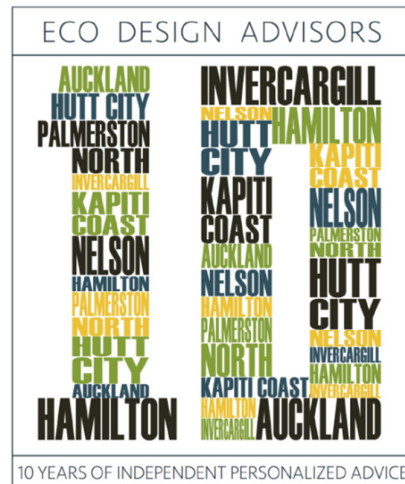 ECO DESIGN ADVISORS
AUCKLAND
HUTT CITY
PALMERSTON
NORTH
INVERCARGILL
KAPITI
COAST
NELSON
HAMILTON
PALMERSTON
NORTH
HUTT
CITY
AUCKLAND
HAMILTON
INVERCARGILL
NELSON
HUTT
CITY
HAMILTON
KAPITI
COAST
KAPITI
COAST
NELSON
AUCKLAND
PALMERSTON
NORTH
NELSON
HUTT
CITY
HAMILTON
PALMERSTON
NORTH
NELSON
INVERCARGILL
HAMILTON
KAPITI COAST
INVERCARGILL
HAMILTON
INVERCARGILL
AUCKLAND
10 YEARS OF INDEPENDENT PERSONALIZED ADVICE